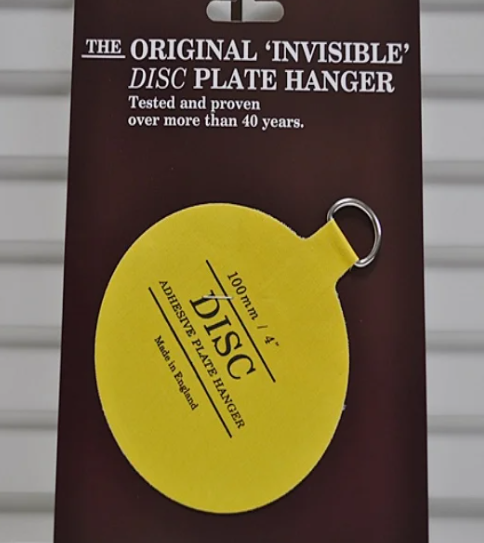 THE ORIGINAL ‘INVISIBLE’
DISC PLATE HANGER
Tested and proven
over more than 40 years.
100mm / 4"
DISC
ADHESIVE PLATE HANGER
Made in England